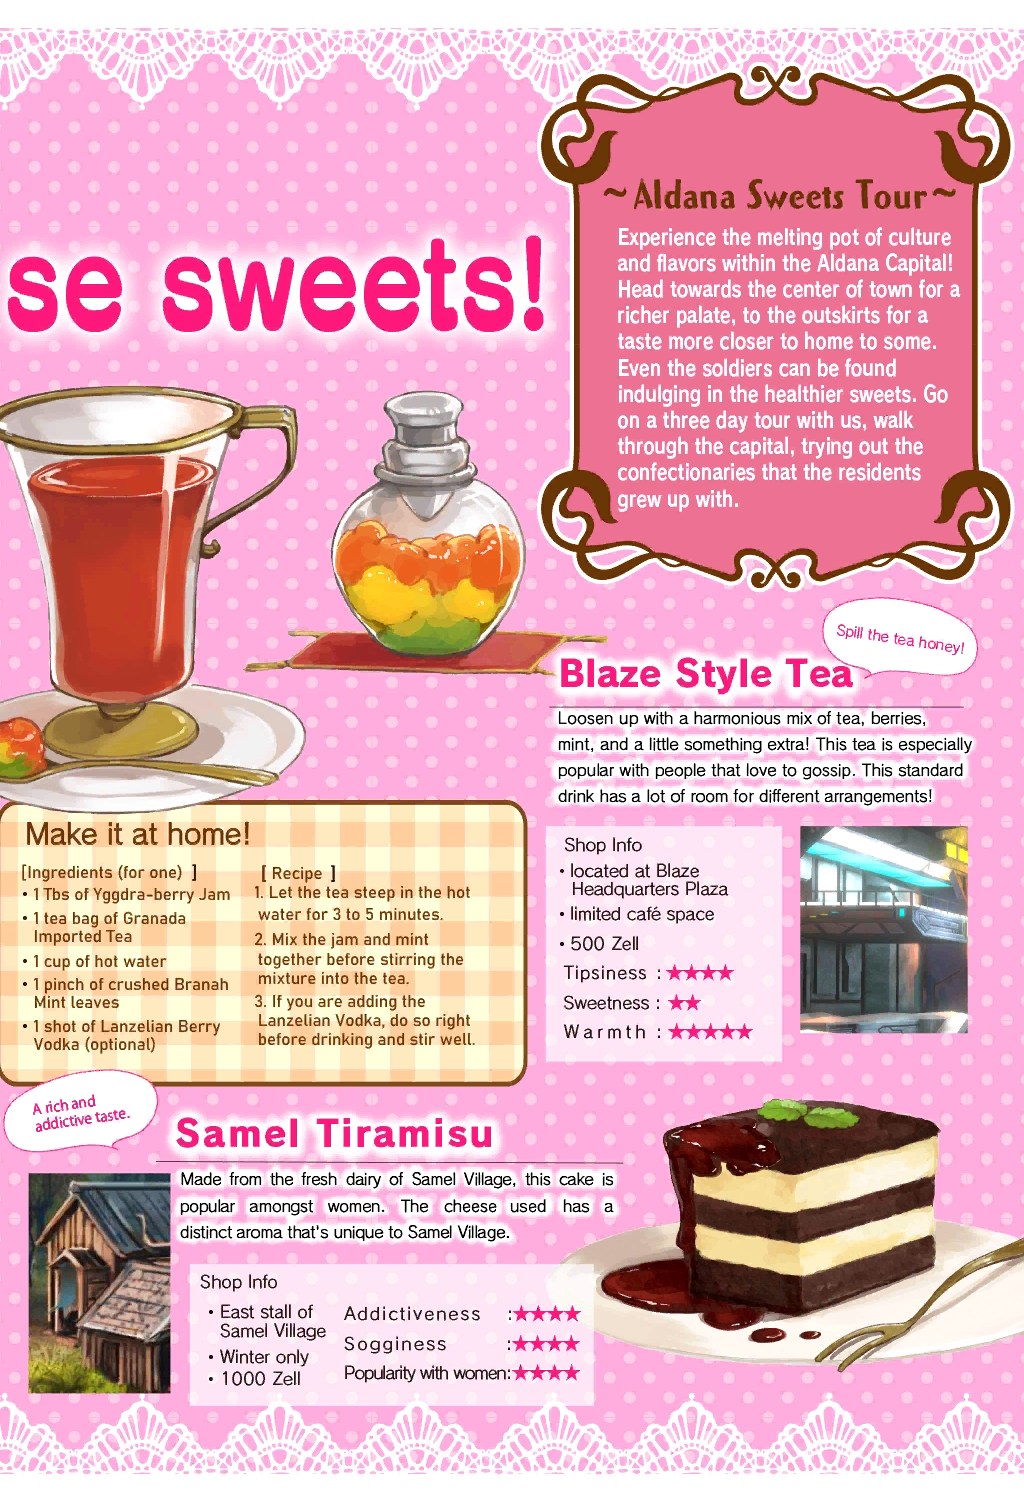 se sweets!
~Aldana Sweets Tour~
Experience the melting pot of culture
and flavors within the Aldana Capital!
Head towards the center of town for a
richer palate, to the outskirts for a
taste more closer to home to some.
Even the soldiers can be found
indulging in the healthier sweets. Go
on a three day tour with us, walk
through the capital, trying out the
confectionaries that the residents
grew up with.
Spill the tea honey!
Blaze Style Tea
Loosen up with a harmonious mix of tea, berries,
mint, and a little something extra! This tea is especially
popular with people that love to gossip. This standard
drink has a lot of room for different arrangements!
Shop Info
• located at Blaze
Headquarters Plaza
• limited café space
• 500 Zell
Tipsiness : ★★★★
Sweetness : ★★
Warmth : ★★★★★
Make it at home!
[Ingredients (for one) ]
• 1 Tbs of Yggdra-berry Jam
• 1 tea bag of Granada
Imported Tea
• 1 cup of hot water
• 1 pinch of crushed Branah
Mint leaves
• 1 shot of Lanzelian Berry
Vodka (optional)
[ Recipe ]
1. Let the tea steep in the hot
water for 3 to 5 minutes.
2. Mix the jam and mint
together before stirring the
mixture into the tea.
3. If you are adding the
Lanzelian Vodka, do so right
before drinking and stir well.
A rich and
addictive taste.
Samel Tiramisu
Made from the fresh dairy of Samel Village, this cake is
popular amongst women. The cheese used has a
distinct aroma that's unique to Samel Village.
Shop Info
• East stall of
Samel Village
• Winter only
• 1000 Zell
Addictiveness :★★★★
Sogginess :★★★★
Popularity with women:★★★★